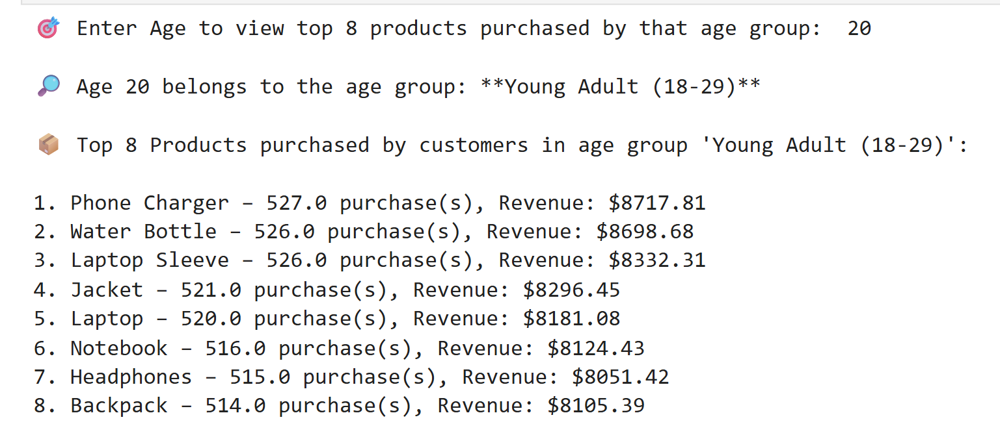 🎯 Enter Age to view top 8 products purchased by that age group: 20
🔎 Age 20 belongs to the age group: **Young Adult (18-29)**
📦 Top 8 Products purchased by customers in age group 'Young Adult (18-29)':
1. Phone Charger – 527.0 purchase(s), Revenue: $8717.81
2. Water Bottle – 526.0 purchase(s), Revenue: $8698.68
3. Laptop Sleeve – 526.0 purchase(s), Revenue: $8332.31
4. Jacket – 521.0 purchase(s), Revenue: $8296.45
5. Laptop – 520.0 purchase(s), Revenue: $8181.08
6. Notebook – 516.0 purchase(s), Revenue: $8124.43
7. Headphones – 515.0 purchase(s), Revenue: $8051.42
8. Backpack – 514.0 purchase(s), Revenue: $8105.39